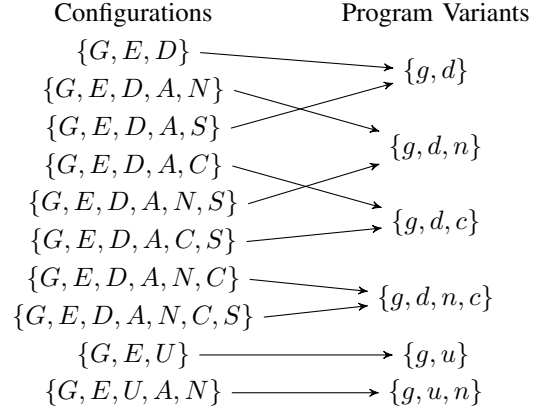 Configurations Program Variants
{G, E, D}
{g, d}
{G, E, D, A, N}
{G, E, D, A, S}
{g, d, n}
{G, E, D, A, C}
{G, E, D, A, N, S}
{g, d, c}
{G, E, D, A, C, S}
{G, E, D, A, N, C}
{g, d, n, c}
{G, E, D, A, N, C, S}
{G, E, U} {g, u}
{G, E, U, A, N} {g, u, n}